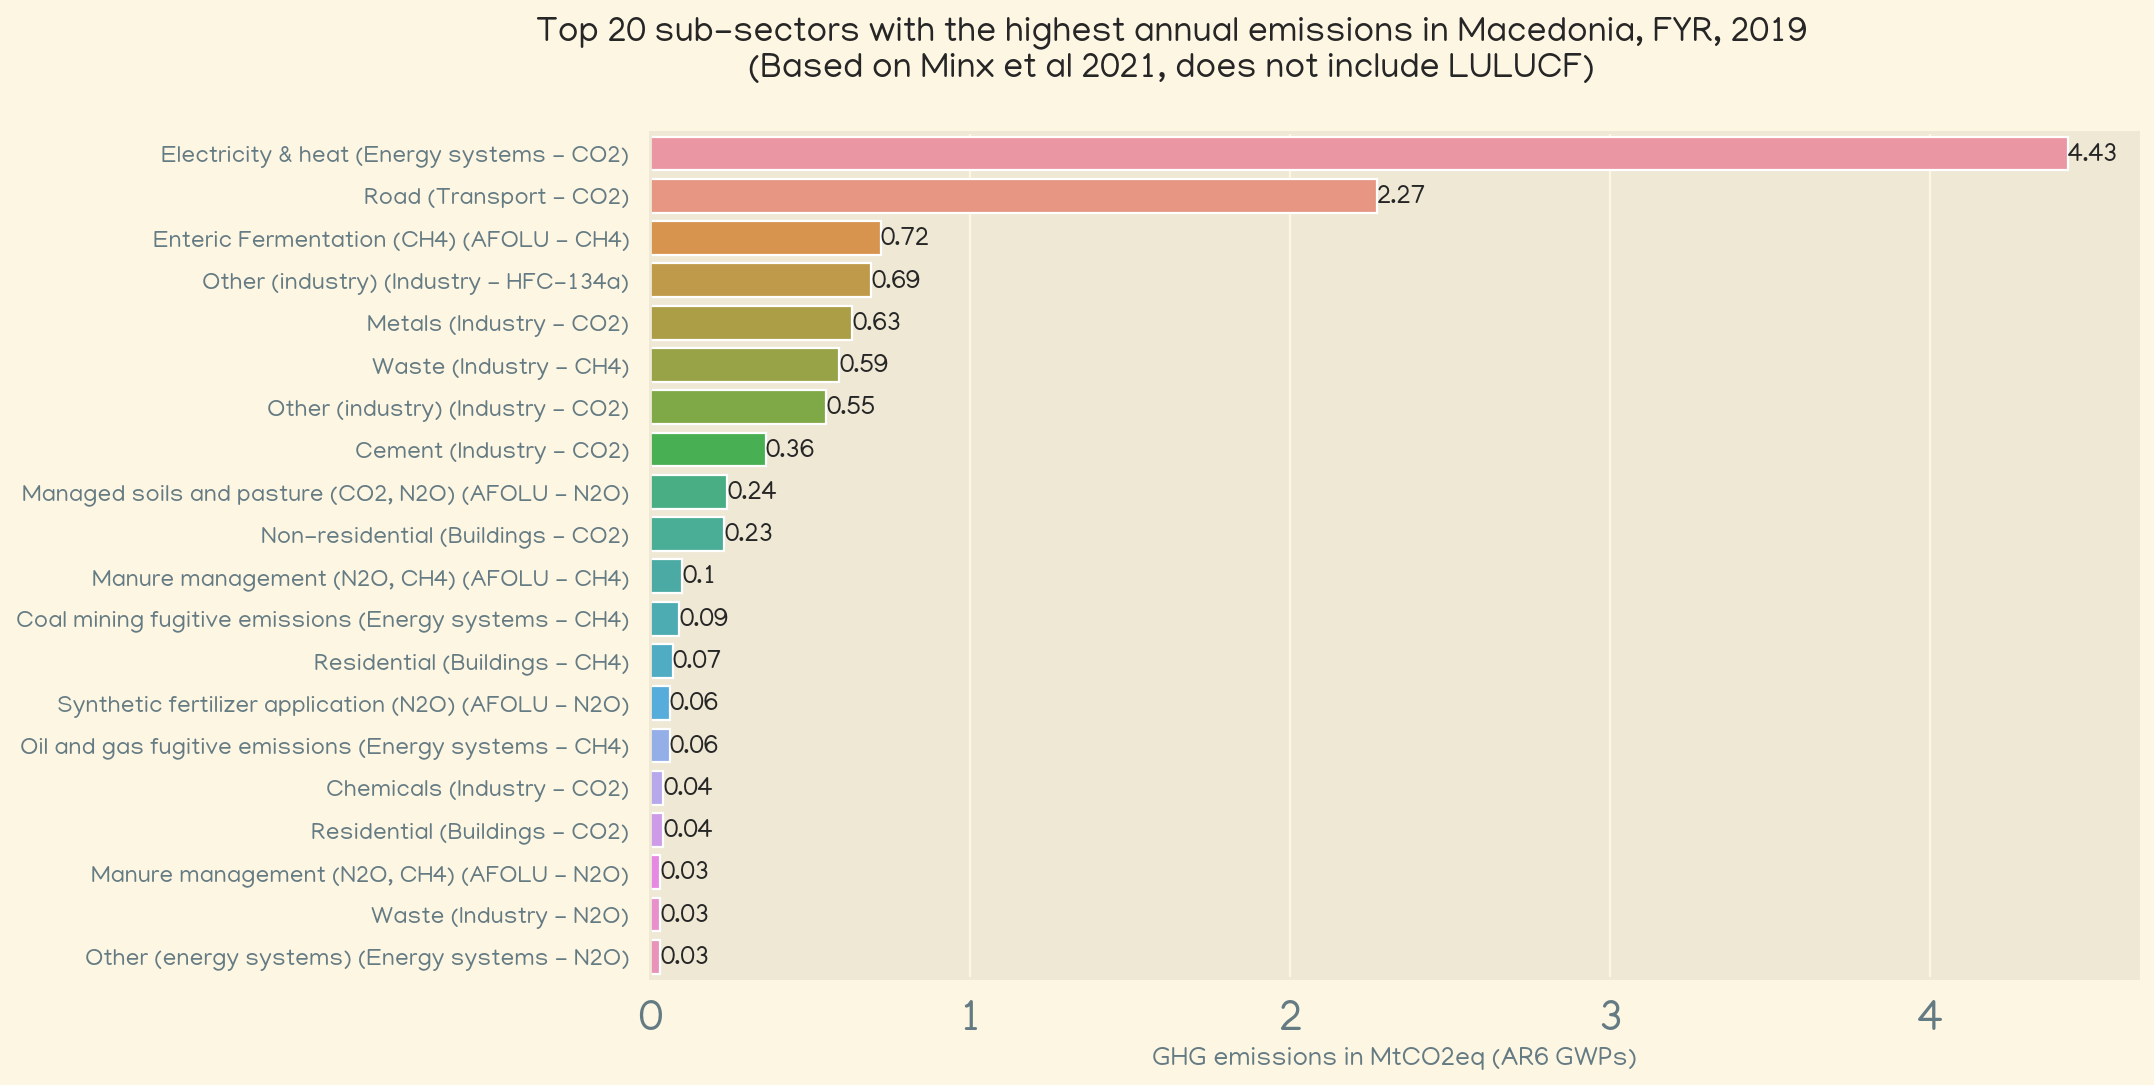 Top 20 sub-sectors with the highest annual emissions in Macedonia, FYR, 2019
(Based on Minx et al 2021, does not include LULUCF)
Electricity & heat (Energy systems - CO2) 4.43
Road (Transport - CO2) 2.27
Enteric Fermentation (CH4) (AFOLU - CH4) 0.72
Other (industry) (Industry - HFC-134a) 0.69
Metals (Industry - CO2) 0.63
Waste (Industry - CH4) 0.59
Other (industry) (Industry - CO2) 0.55
Cement (Industry - CO2) 0.36
Managed soils and pasture (CO2, N2O) (AFOLU - N2O) 0.24
Non-residential (Buildings - CO2) 0.23
Manure management (N2O, CH4) (AFOLU - CH4) 0.1
Coal mining fugitive emissions (Energy systems - CH4) 0.09
Residential (Buildings - CH4) 0.07
Synthetic fertilizer application (N2O) (AFOLU - N2O) 0.06
Oil and gas fugitive emissions (Energy systems - CH4) 0.06
Chemicals (Industry - CO2) 0.04
Residential (Buildings - CO2) 0.04
Manure management (N2O, CH4) (AFOLU - N2O) 0.03
Waste (Industry - N2O) 0.03
Other (energy systems) (Energy systems - N2O) 0.03
0 1 2 3 4
GHG emissions in MtCO2eq (AR6 GWPs)